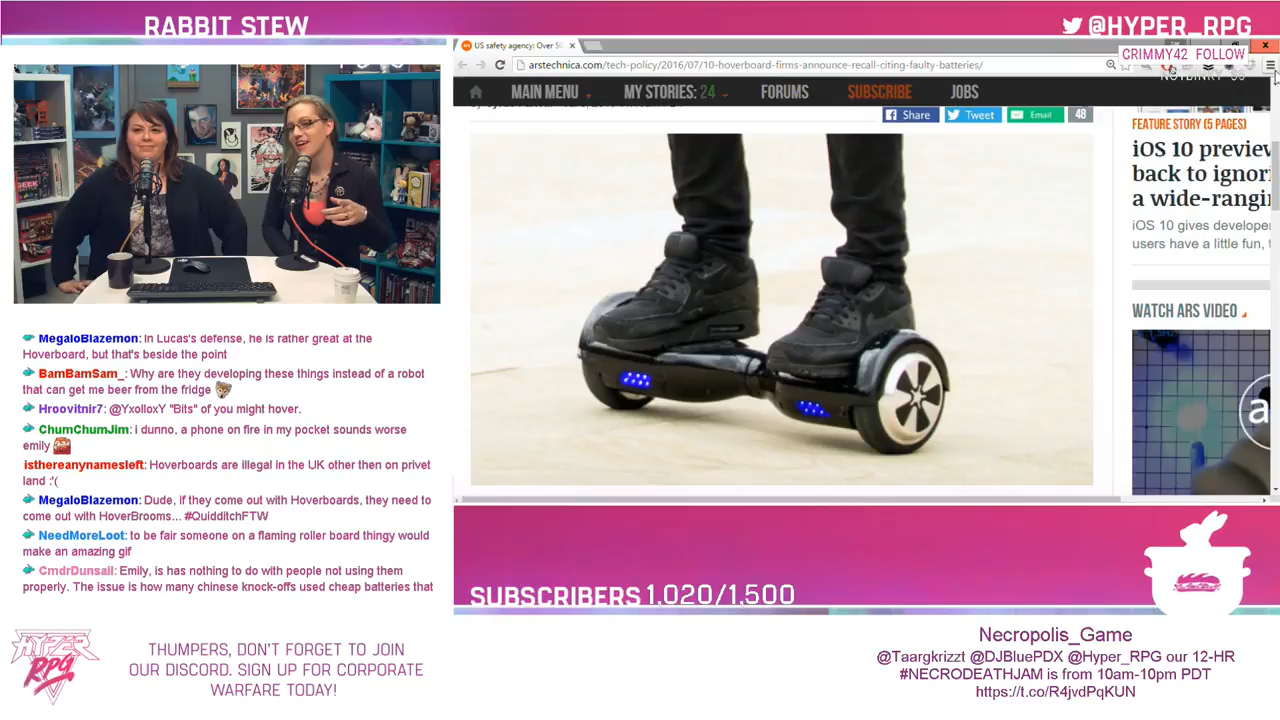 RABBIT STEW
@HYPER_RPG
US safety agency: Over 50
CRIMMY42 FOLLOW
arstechnica.com/tech-policy/2016/07/10-hoverboard-firms-announce-recall-citing-faulty-batteries/
MAIN MENU
MY STORIES: 24
FORUMS
SUBSCRIBE
JOBS
Share
Tweet
Email
48
FEATURE STORY (5 PAGES)
iOS 10 preview
back to ignori
a wide-rangin
iOS 10 gives develope
users have a little fun, t
WATCH ARS VIDEO
a
GEEK
MegaloBlazemon: In Lucas's defense, he is rather great at the
Hoverboard, but that's beside the point
BamBamSam_: Why are they developing these things instead of a robot
that can get me beer from the fridge
Hroovitnir7: @YxolloxY "Bits" of you might hover.
ChumChumJim: i dunno, a phone on fire in my pocket sounds worse
emily
isthereanynamesleft: Hoverboards are illegal in the UK other then on privet
land :'(
MegaloBlazemon: Dude, if they come out with Hoverboards, they need to
come out with HoverBrooms... #QuidditchFTW
NeedMoreLoot: to be fair someone on a flaming roller board thingy would
make an amazing gif
CmdrDunsail: Emily, is has nothing to do with people not using them
properly. The issue is how many chinese knock-offs used cheap batteries that
SUBSCRIBERS 1,020/1,500
HYPER
RPG
THUMPERS, DON'T FORGET TO JOIN
OUR DISCORD. SIGN UP FOR CORPORATE
WARFARE TODAY!
Necropolis_Game
@Taargkrizzt @DJBluePDX @Hyper_RPG our 12-HR
#NECRODEATHJAM is from 10am-10pm PDT
https://t.co/R4jvdPqKUN